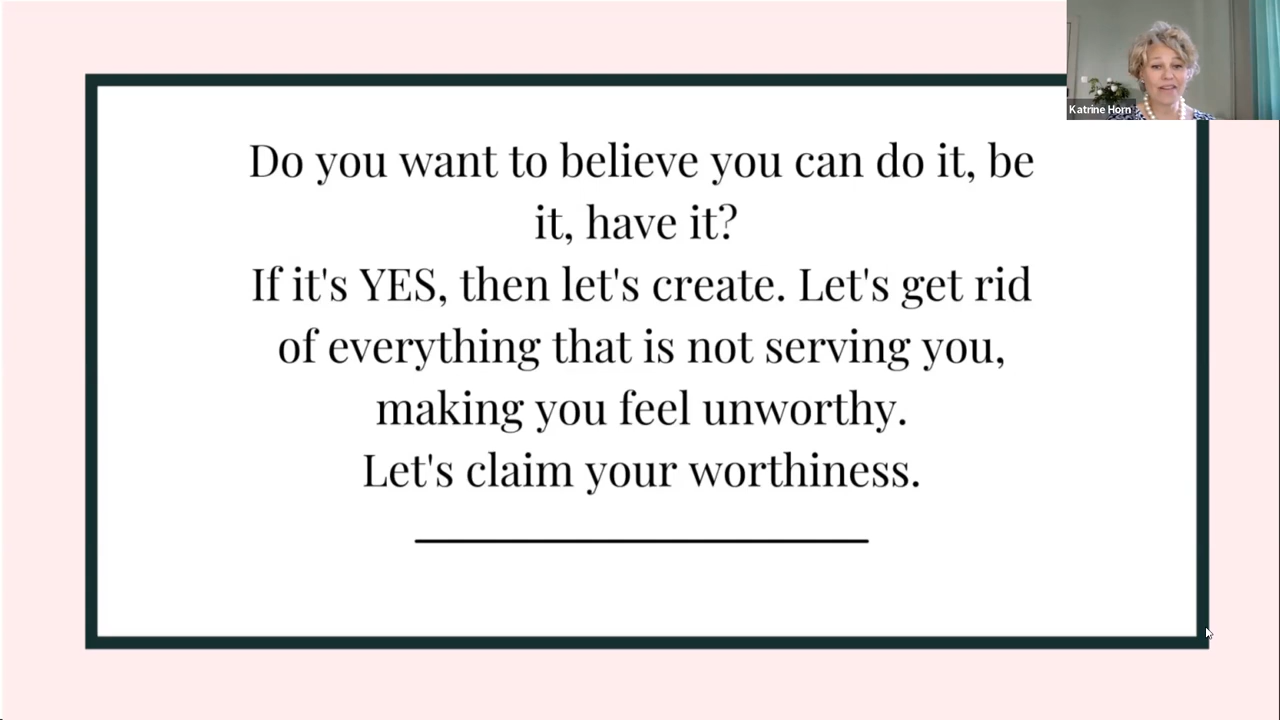 Katrine Horn
Do you want to believe you can do it, be
it, have it?
If it's YES, then let's create. Let's get rid
of everything that is not serving you,
making you feel unworthy.
Let's claim your worthiness.